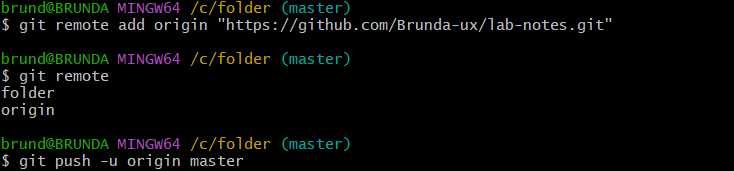 brund@BRUNDA MINGW64 /c/folder (master)
$ git remote add origin "https://github.com/Brunda-ux/lab-notes.git"
brund@BRUNDA MINGW64 /c/folder (master)
$ git remote
folder
origin
brund@BRUNDA MINGW64 /c/folder (master)
$ git push -u origin master